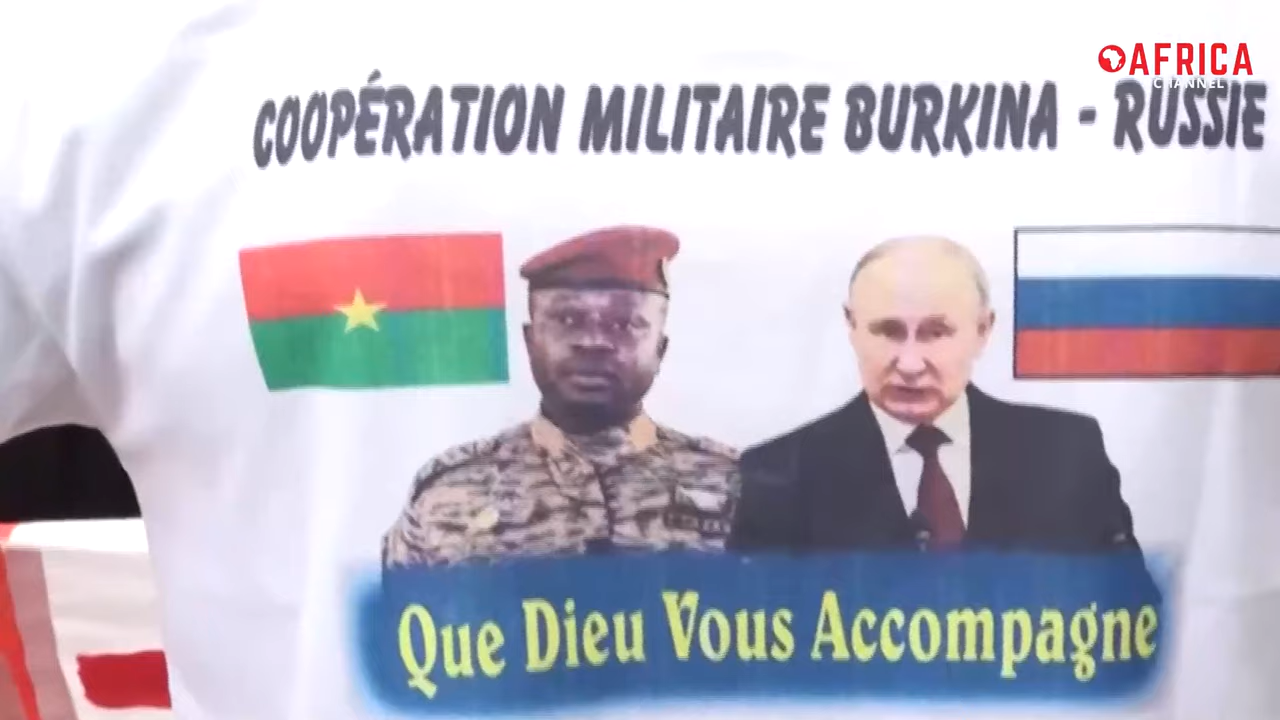 AFRICA
CHANNEL
COOPÉRATION MILITAIRE BURKINA - RUSSIE
Que Dieu Vous Accompagne